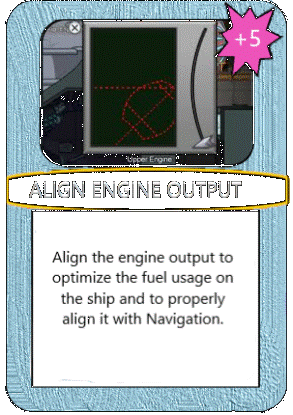 +5
Upper Engine
ALIGN ENGINE OUTPUT
Align the engine output to
optimize the fuel usage on
the ship and to properly
align it with Navigation.